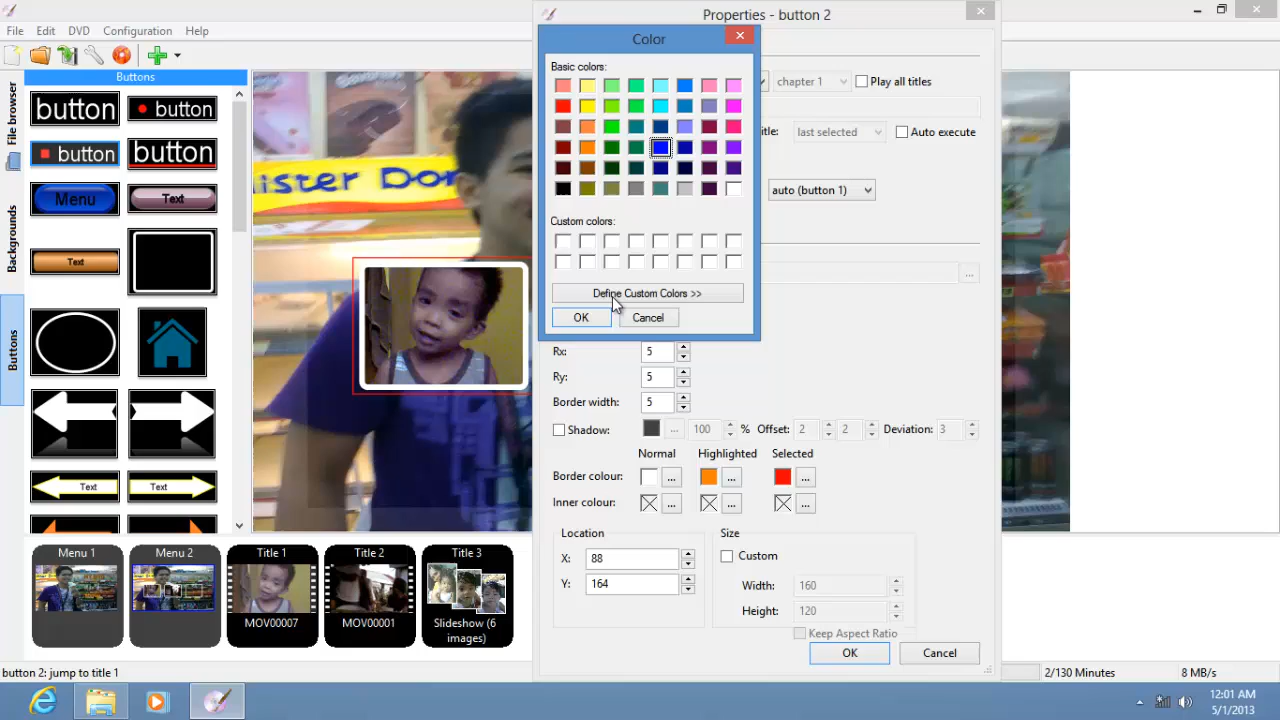 Properties - button 2
File Edit DVD Configuration Help
Color
Buttons
File browser
Backgrounds
Buttons
button
button
button
button
Menu
Text
Text
Text
Text
ister Do
Basic colors:
Custom colors:
Define Custom Colors >>
OK Cancel
chapter 1 Play all titles
title: last selected Auto execute
auto (button 1)
...
Rx: 5
Ry: 5
Border width: 5
Shadow: ... 100 % Offset: 2 2 Deviation: 3
Normal Highlighted Selected
Border colour: ... ... ...
Inner colour: ... ... ...
Location
X: 88
Y: 164
Size
Custom
Width: 160
Height: 120
Keep Aspect Ratio
OK Cancel
Menu 1 Menu 2 Title 1 Title 2 Title 3
MOV00007 MOV00001 Slideshow (6
images)
button 2: jump to title 1 2/130 Minutes 8 MB/s
12:01 AM
5/1/2013